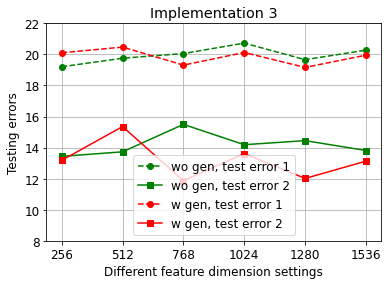 Implementation 3
Testing errors
22
20
18
16
14
12
10
8
wo gen, test error 1
wo gen, test error 2
w gen, test error 1
w gen, test error 2
256 512 768 1024 1280 1536
Different feature dimension settings